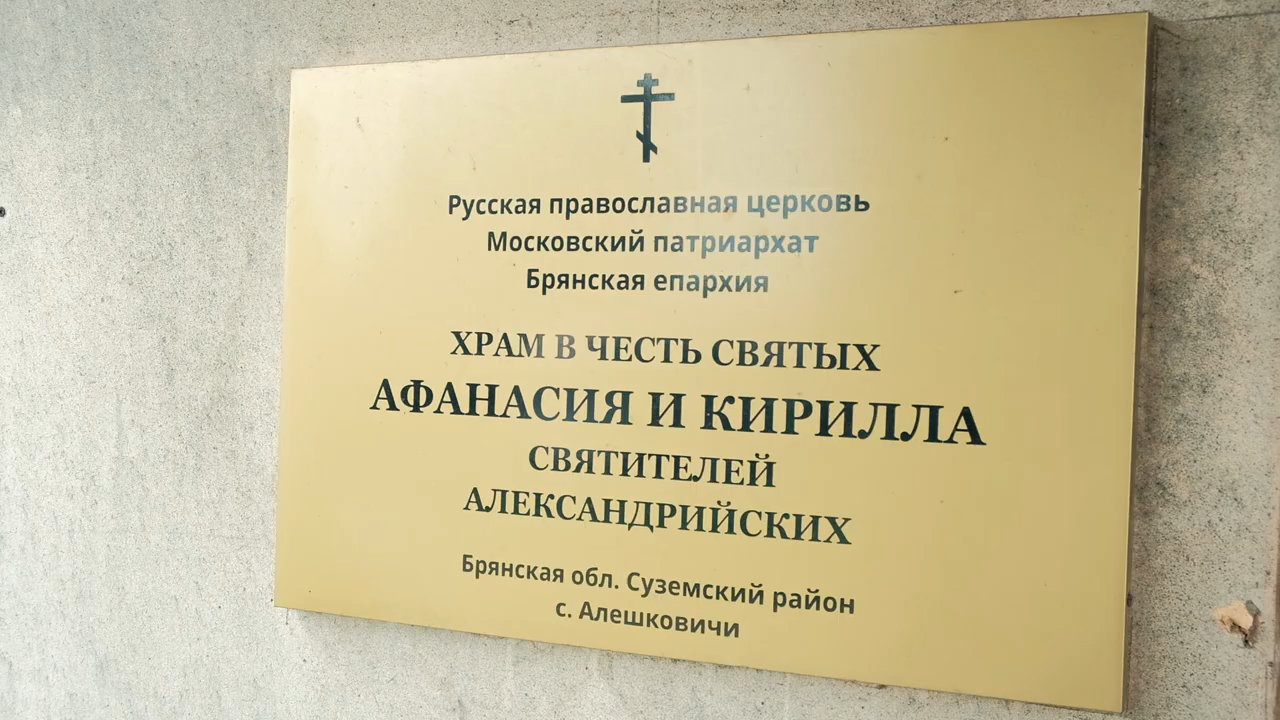 Русская православная церковь
Московский патриархат
Брянская епархия
ХРАМ В ЧЕСТЬ СВЯТЫХ
АФАНАСИЯ И КИРИЛЛА
СВЯТИТЕЛЕЙ
АЛЕКСАНДРИЙСКИХ
Брянская обл. Суземский район
с. Алешковичи